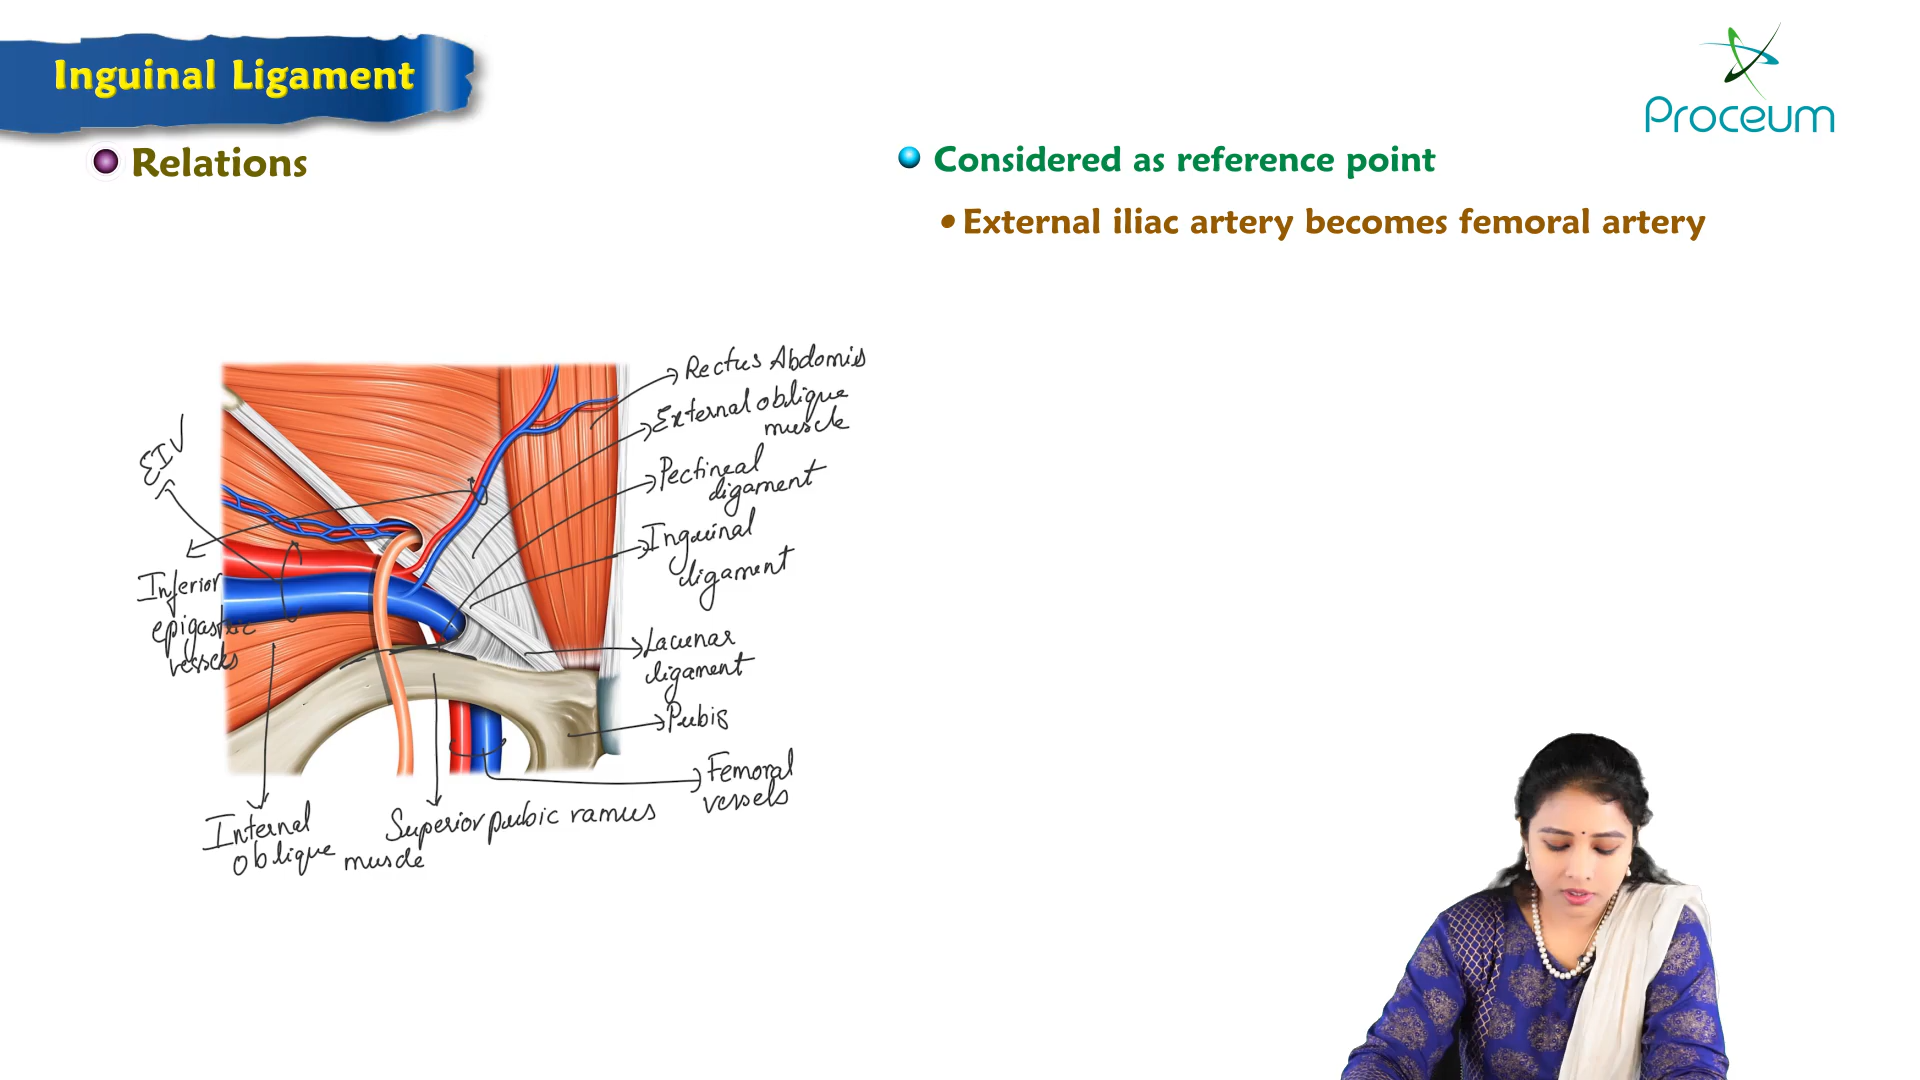 Inguinal Ligament
Proceum
Relations
Considered as reference point
• External iliac artery becomes femoral artery
Rectus Abdomis
External oblique
muscle
Pectineal
ligament
Inguinal
ligament
Lacunar
ligament
Pubis
Femoral
vessels
EIV
Inferior
epigastric
vessels
Internal
oblique muscle
Superior pubic ramus